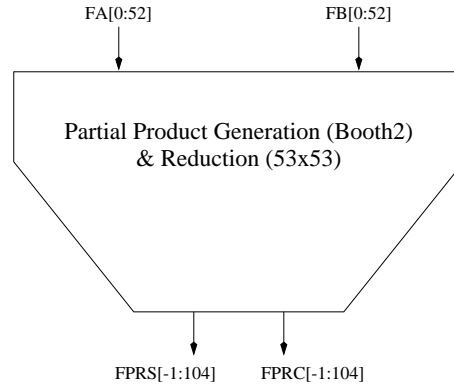 FA[0:52] FB[0:52]
Partial Product Generation (Booth2)
& Reduction (53x53)
FPRS[-1:104] FPRC[-1:104]